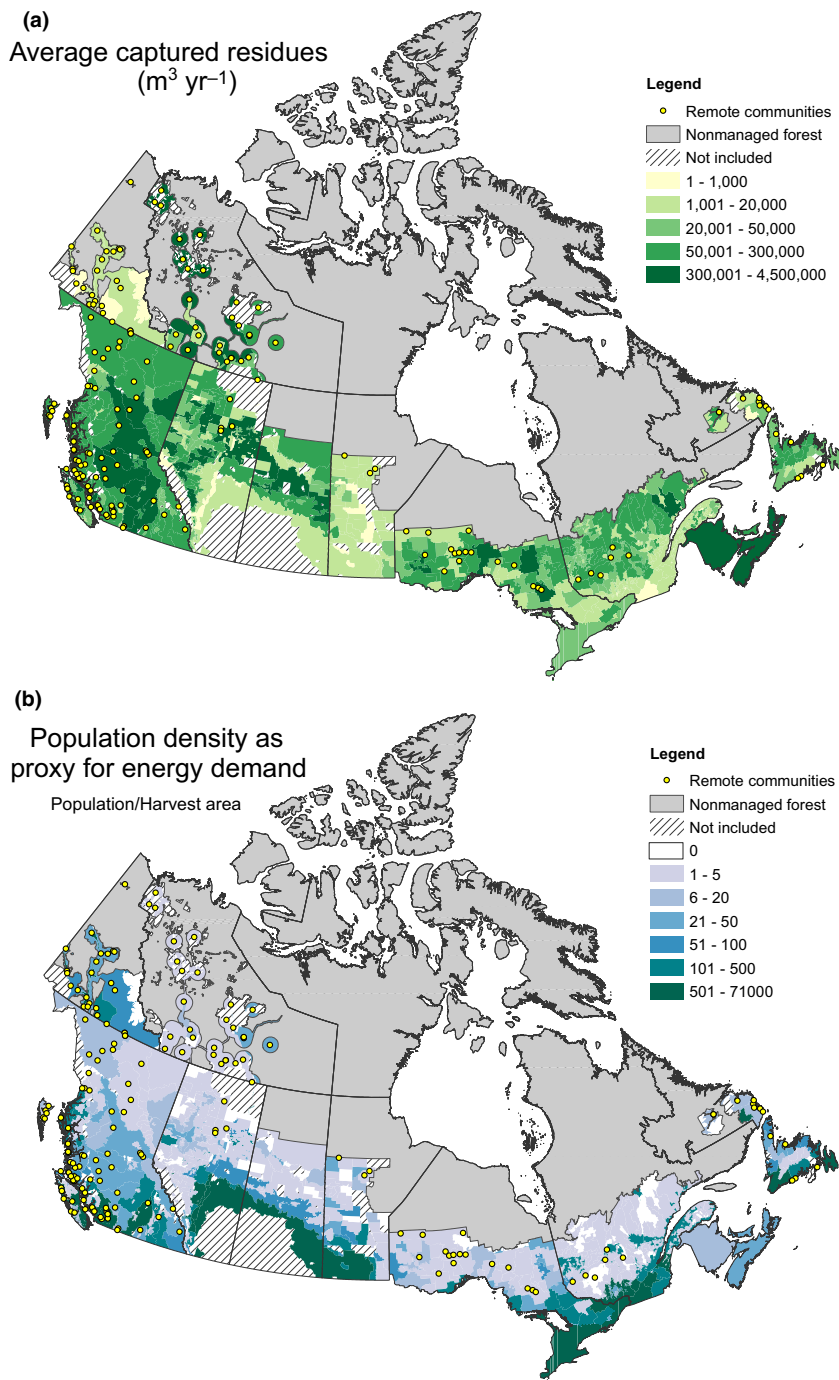 (a)
Average captured residues
(m³ yr⁻¹)
Legend
Remote communities
Nonmanaged forest
Not included
1 - 1,000
1,001 - 20,000
20,001 - 50,000
50,001 - 300,000
300,001 - 4,500,000
(b)
Population density as
proxy for energy demand
Population/Harvest area
Legend
Remote communities
Nonmanaged forest
Not included
0
1 - 5
6 - 20
21 - 50
51 - 100
101 - 500
501 - 71000